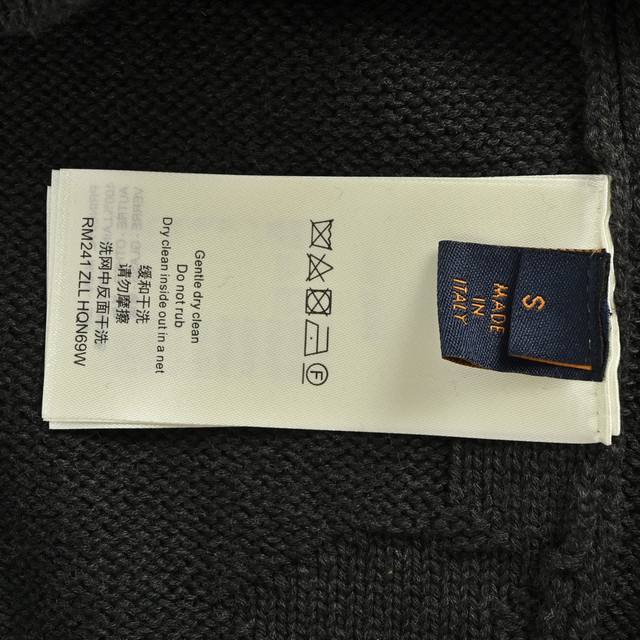 S
MADE
IN
ITALY
F
Gentle dry clean
Do not rub
Dry clean inside out in a net
缓和干洗
请勿摩擦
洗网中反面干洗
RM241 ZLL HQN69W